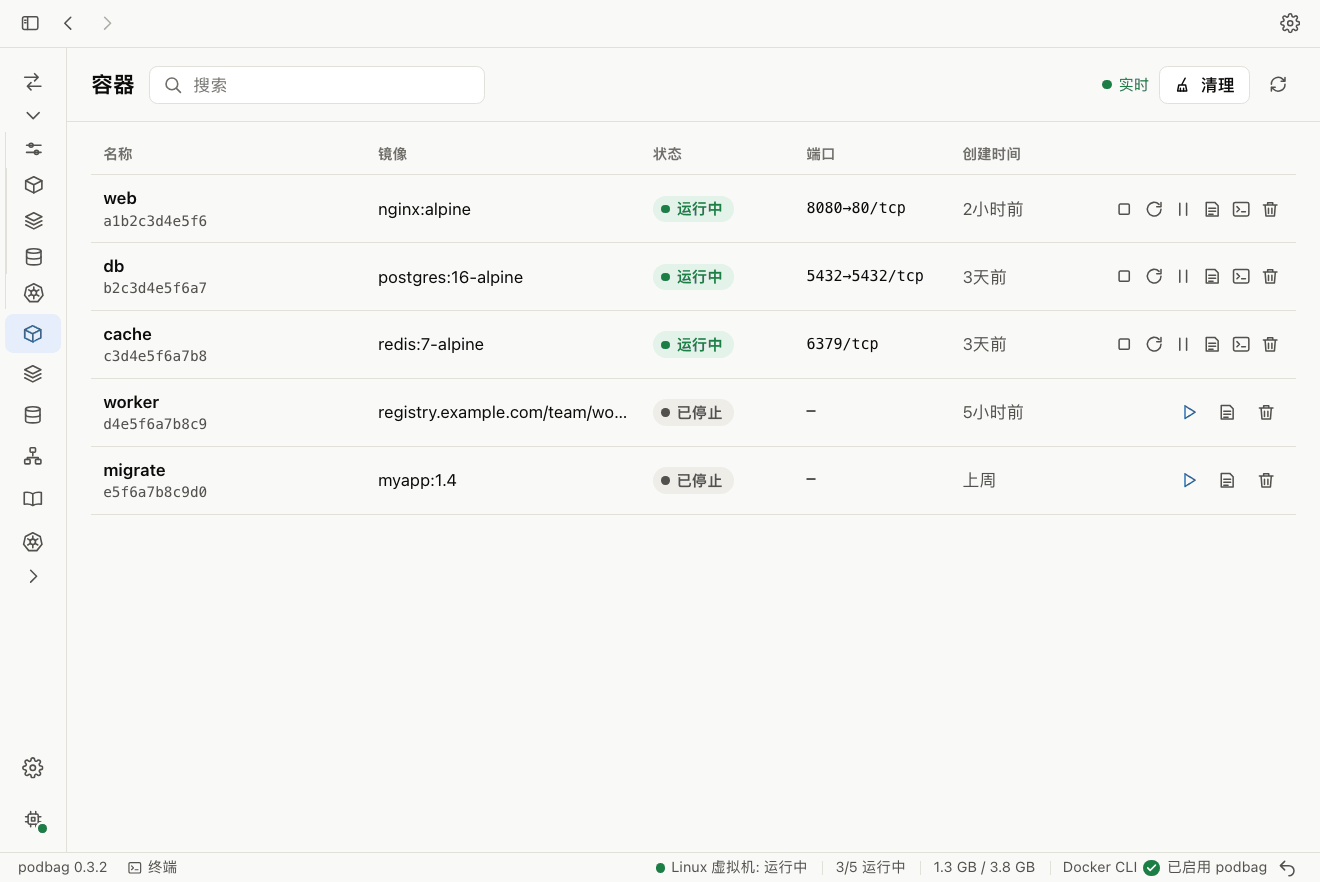 容器
搜索
实时
清理
名称 镜像 状态 端口 创建时间
web
a1b2c3d4e5f6
nginx:alpine
运行中
8080→80/tcp
2小时前
db
b2c3d4e5f6a7
postgres:16-alpine
运行中
5432→5432/tcp
3天前
cache
c3d4e5f6a7b8
redis:7-alpine
运行中
6379/tcp
3天前
worker
d4e5f6a7b8c9
registry.example.com/team/wo...
已停止
–
5小时前
migrate
e5f6a7b8c9d0
myapp:1.4
已停止
–
上周
podbag 0.3.2
终端
Linux 虚拟机: 运行中
3/5 运行中
1.3 GB / 3.8 GB
Docker CLI
已启用 podbag